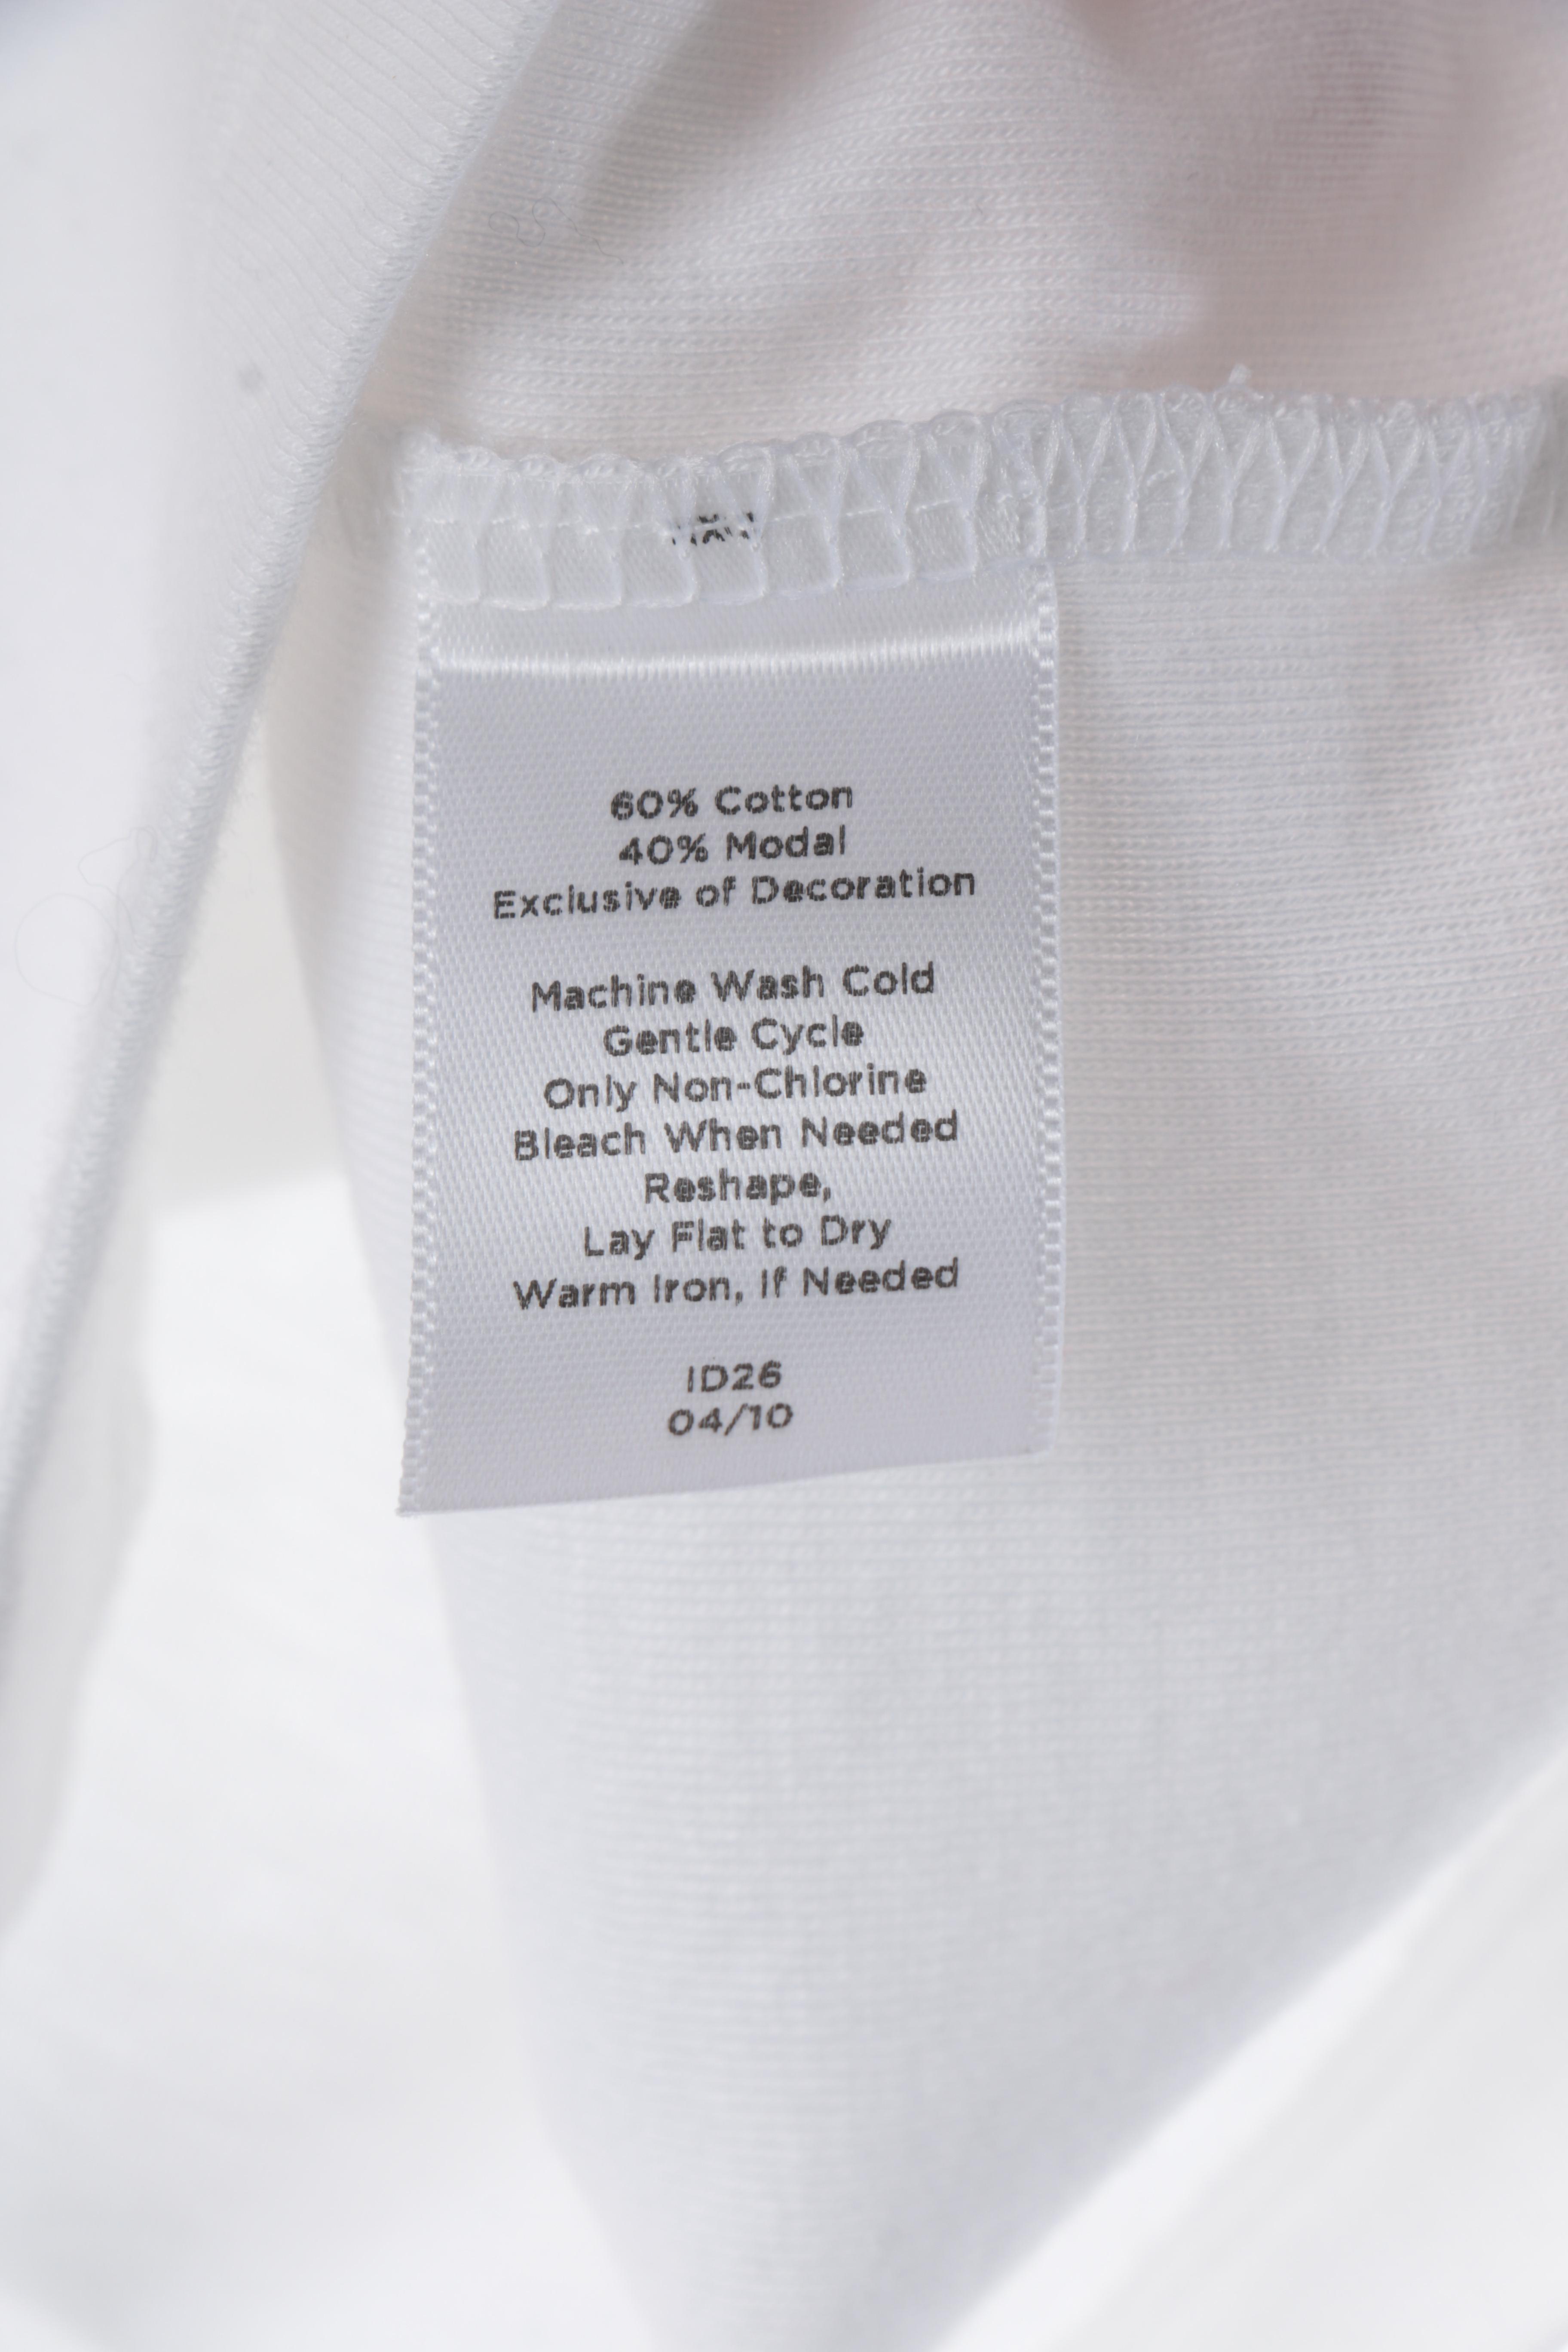 60% Cotton
40% Modal
Exclusive of Decoration
Machine Wash Cold
Gentle Cycle
Only Non-Chlorine
Bleach When Needed
Reshape,
Lay Flat to Dry
Warm Iron, If Needed
ID26
04/10